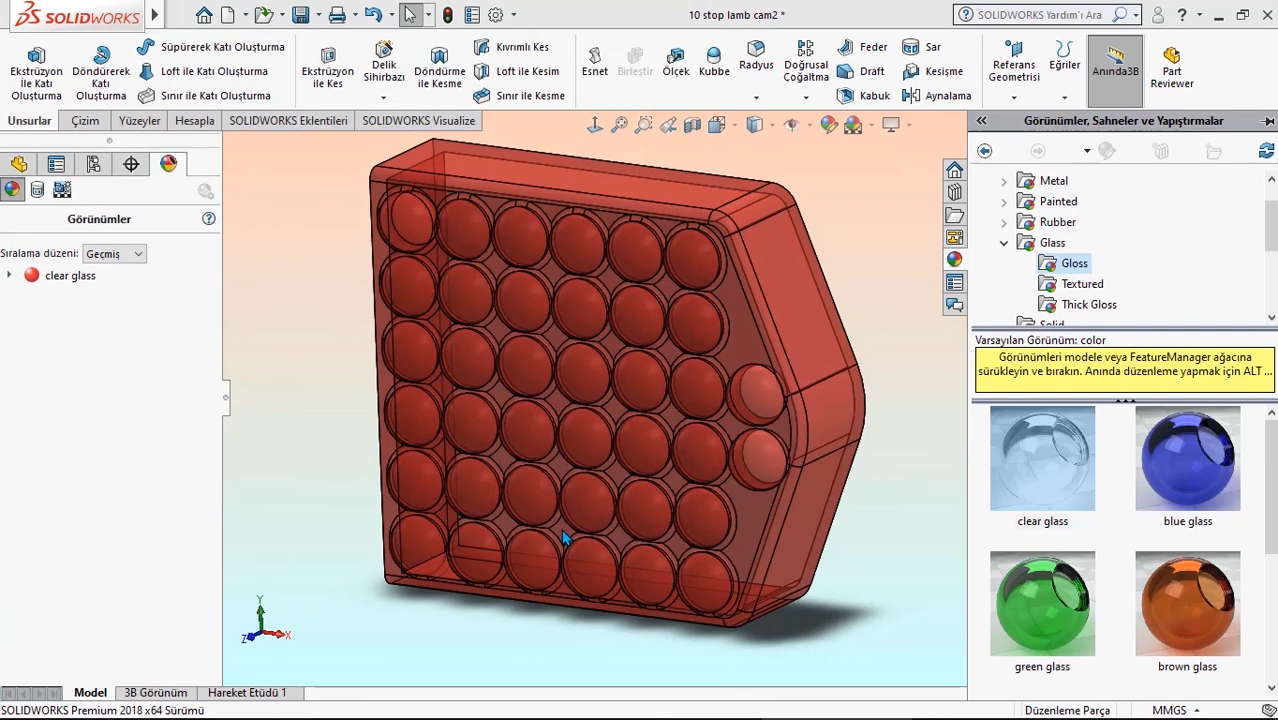 SOLIDWORKS
10 stop lamb cam2 *
SOLIDWORKS Yardım'ı Ara
Ekstrüzyon ile Katı Oluşturma
Döndürerek Katı Oluşturma
Süpürerek Katı Oluşturma
Loft ile Katı Oluşturma
Sınır ile Katı Oluşturma
Ekstrüzyon ile Kes
Delik Sihirbazı
Döndürme ile Kes
Kıvrımlı Kes
Loft ile Kesim
Sınır ile Kesme
Esnet
Birleştir
Ölçek
Kubbe
Radyus
Doğrusal Çoğaltma
Feder
Draft
Kabuk
Sar
Kesişme
Aynalama
Referans Geometrisi
Eğriler
Anında3B
Part Reviewer
Unsurlar
Çizim
Yüzeyler
Hesapla
SOLIDWORKS Eklentileri
SOLIDWORKS Visualize
Görünümler
Sıralama düzeni:
Geçmiş
clear glass
Görünümler, Sahneler ve Yapıştırmalar
Metal
Painted
Rubber
Glass
Gloss
Textured
Thick Gloss
Varsayılan Görünüm: color
Görünümleri modele veya FeatureManager ağacına
sürükleyin ve bırakın. Anında düzenleme yapmak için ALT ...
clear glass
blue glass
green glass
brown glass
Y
Z
X
Model
3B Görünüm
Hareket Etüdü 1
SOLIDWORKS Premium 2018 x64 Sürümü
Düzenleme Parça
MMGS